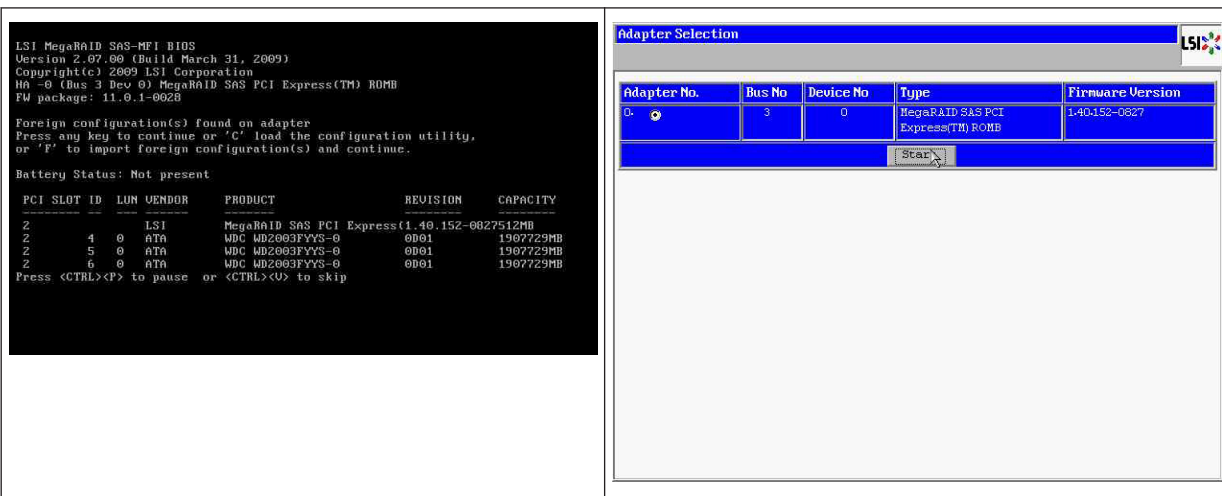 LSI MegaRAID SAS-MFI BIOS
Version 2.07.00 (Build March 31, 2009)
Copyright(c) 2009 LSI Corporation
HA -0 (Bus 3 Dev 0) MegaRAID SAS PCI Express(TM) ROMB
FW package: 11.0.1-0028
Foreign configuration(s) found on adapter
Press any key to continue or 'C' load the configuration utility,
or 'F' to import foreign configuration(s) and continue.
Battery Status: Not present
PCI SLOT ID LUN VENDOR PRODUCT REVISION CAPACITY
-------- -- --- ------ ------- -------- --------
2 LSI MegaRAID SAS PCI Express(1.40.152-0827512MB
2 4 0 ATA WDC WD2003FYYS-0 0D01 1907729MB
2 5 0 ATA WDC WD2003FYYS-0 0D01 1907729MB
2 6 0 ATA WDC WD2003FYYS-0 0D01 1907729MB
Press <CTRL><P> to pause or <CTRL><V> to skip
Adapter Selection
LSI
Adapter No. Bus No Device No Type Firmware Version
0. 3 0 MegaRAID SAS PCI 1.40.152-0827
Express(TM) ROMB
Start